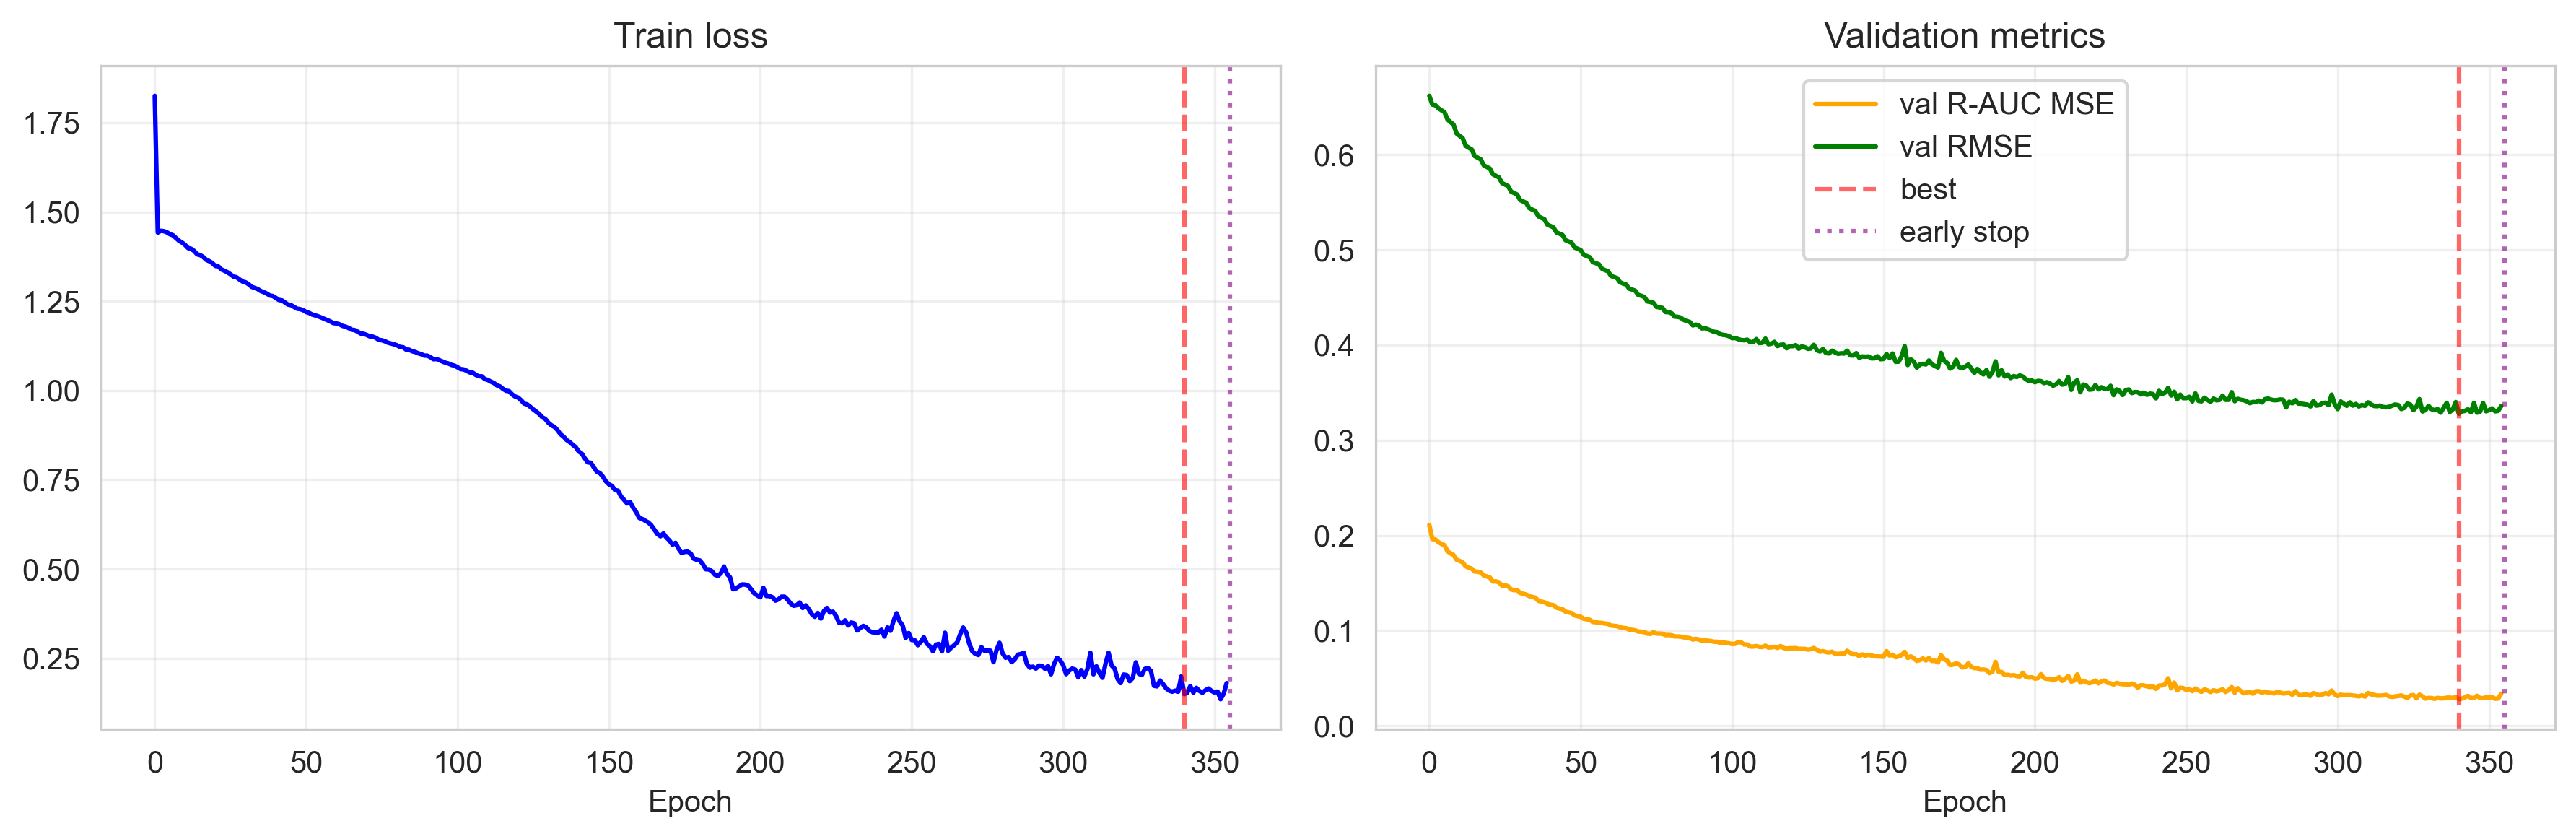 Train loss
1.75
1.50
1.25
1.00
0.75
0.50
0.25
0 50 100 150 200 250 300 350
Epoch
Validation metrics
val R-AUC MSE
val RMSE
best
early stop
0.6
0.5
0.4
0.3
0.2
0.1
0.0
0 50 100 150 200 250 300 350
Epoch